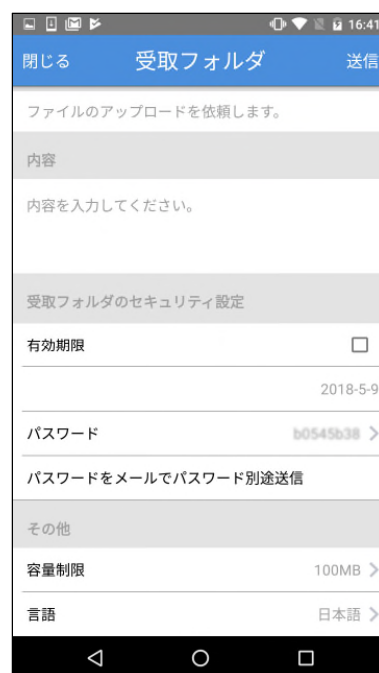 16:41
閉じる 受取フォルダ 送信
ファイルのアップロードを依頼します。
内容
内容を入力してください。
受取フォルダのセキュリティ設定
有効期限
2018-5-9
パスワード
パスワードをメールでパスワード別途送信
その他
容量制限 100MB
言語 日本語